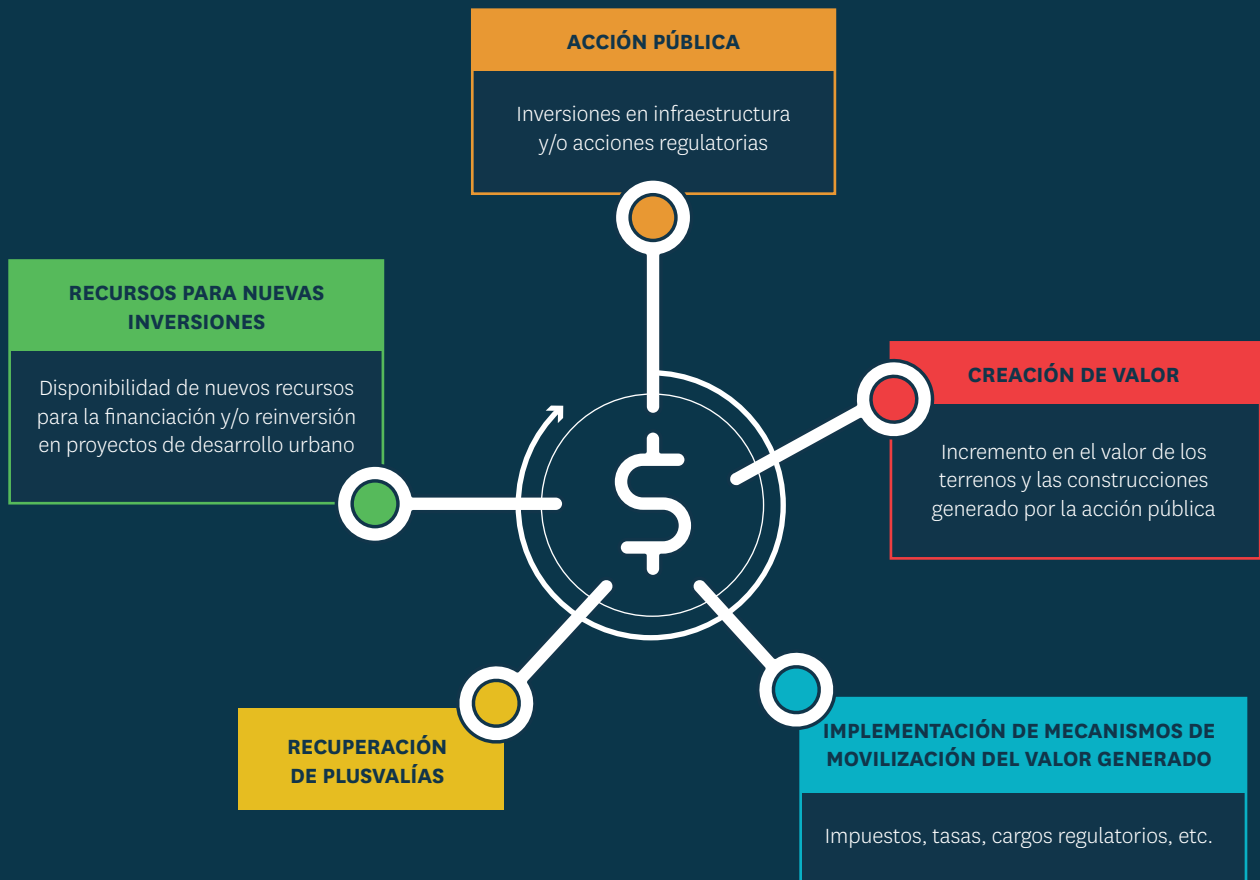 ACCIÓN PÚBLICA
Inversiones en infraestructura
y/o acciones regulatorias
RECURSOS PARA NUEVAS
INVERSIONES
Disponibilidad de nuevos recursos
para la financiación y/o reinversión
en proyectos de desarrollo urbano
CREACIÓN DE VALOR
Incremento en el valor de los
terrenos y las construcciones
generado por la acción pública
$
RECUPERACIÓN
DE PLUSVALÍAS
IMPLEMENTACIÓN DE MECANISMOS DE
MOVILIZACIÓN DEL VALOR GENERADO
Impuestos, tasas, cargos regulatorios, etc.